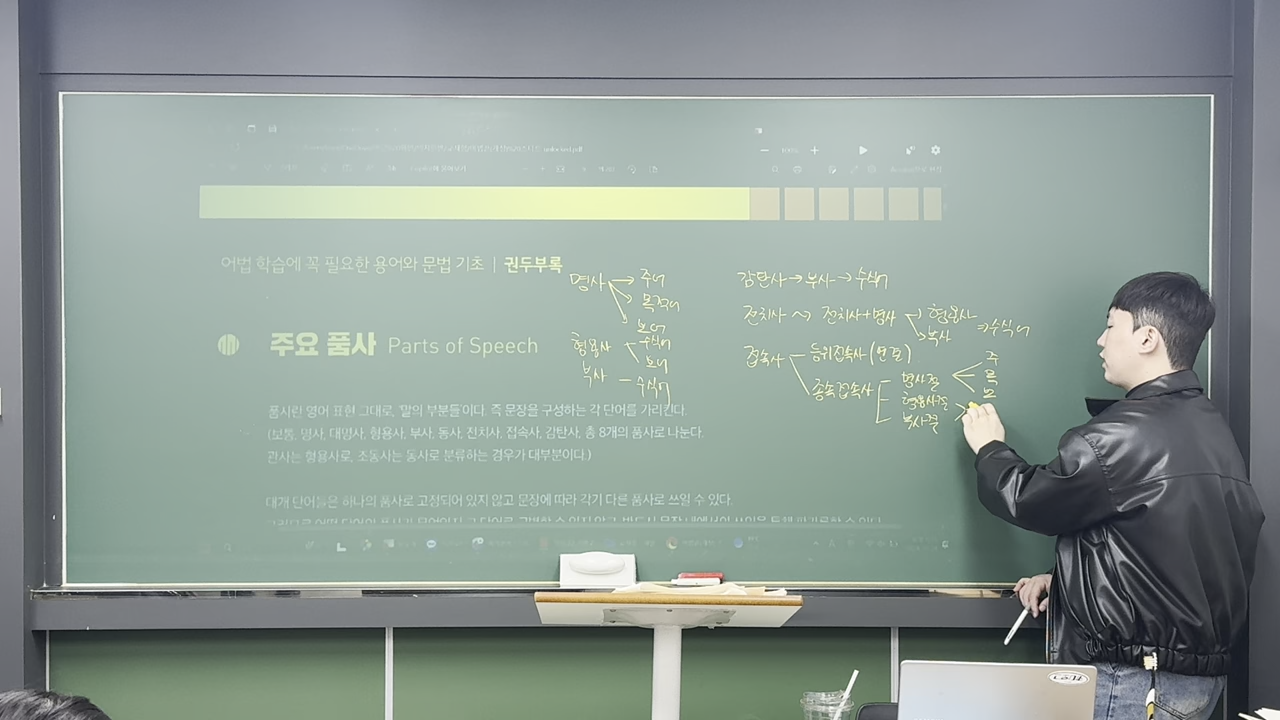 어법 학습에 꼭 필요한 용어와 문법 기초 | 권두부록
주요 품사 Parts of Speech
품사란 영어 표현 그대로, '말의 부분들'이다. 즉 문장을 구성하는 각 단어를 가리킨다.
(보통, 명사, 대명사, 형용사, 부사, 동사, 전치사, 접속사, 감탄사, 총 8개의 품사로 나눈다.
관사는 형용사로, 조동사는 동사로 분류하는 경우가 대부분이다.)
대개 단어들은 하나의 품사로 고정되어 있지 않고 문장에 따라 각기 다른 품사로 쓰일 수 있다.
명사 → 주어
목적어
보어
형용사 수식어
보어
부사 - 수식어
감탄사 → 부사 → 수식어
전치사 전치사+명사 형용사
부사
⇒ 수식어
접속사 등위접속사
종속접속사 명사절
형용사절
부사절
주
목
보